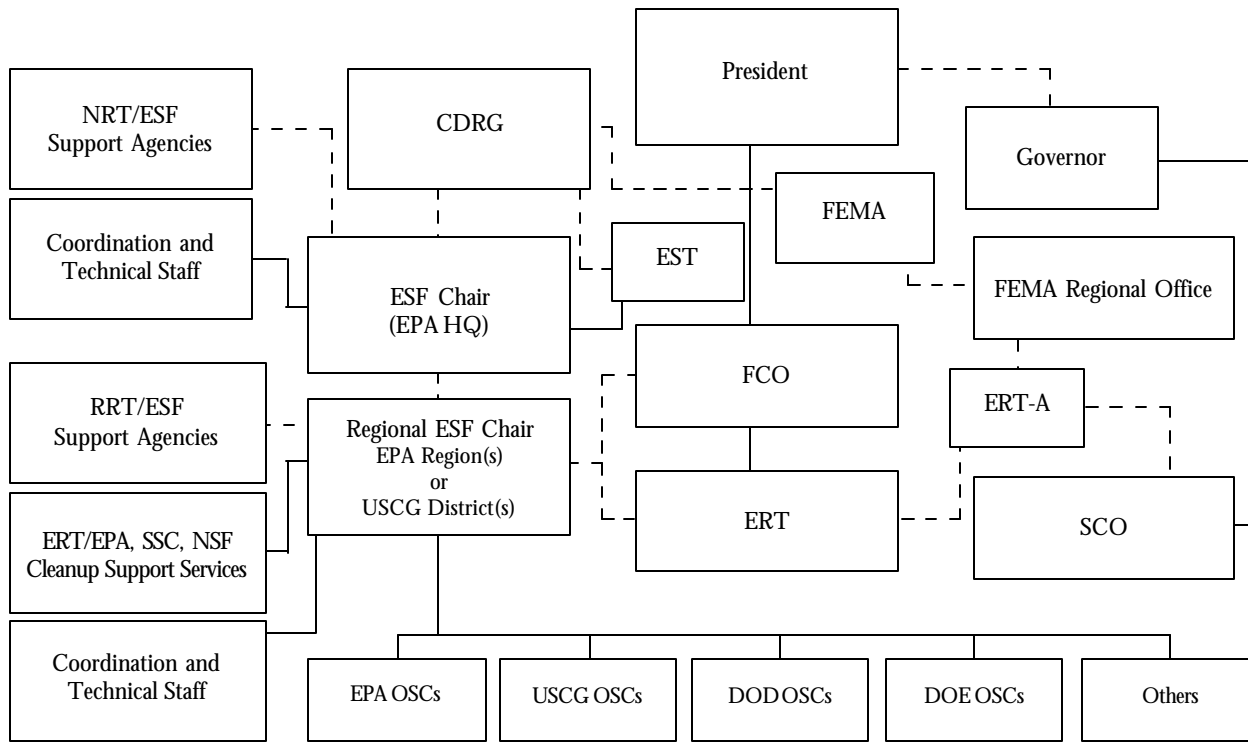 President
NRT/ESF
Support Agencies
CDRG
Governor
FEMA
Coordination and
Technical Staff
EST
ESF Chair
(EPA HQ)
FEMA Regional Office
FCO
RRT/ESF
Support Agencies
ERT-A
Regional ESF Chair
EPA Region(s)
or
USCG District(s)
ERT
SCO
ERT/EPA, SSC, NSF
Cleanup Support Services
Coordination and
Technical Staff
EPA OSCs
USCG OSCs
DOD OSCs
DOE OSCs
Others